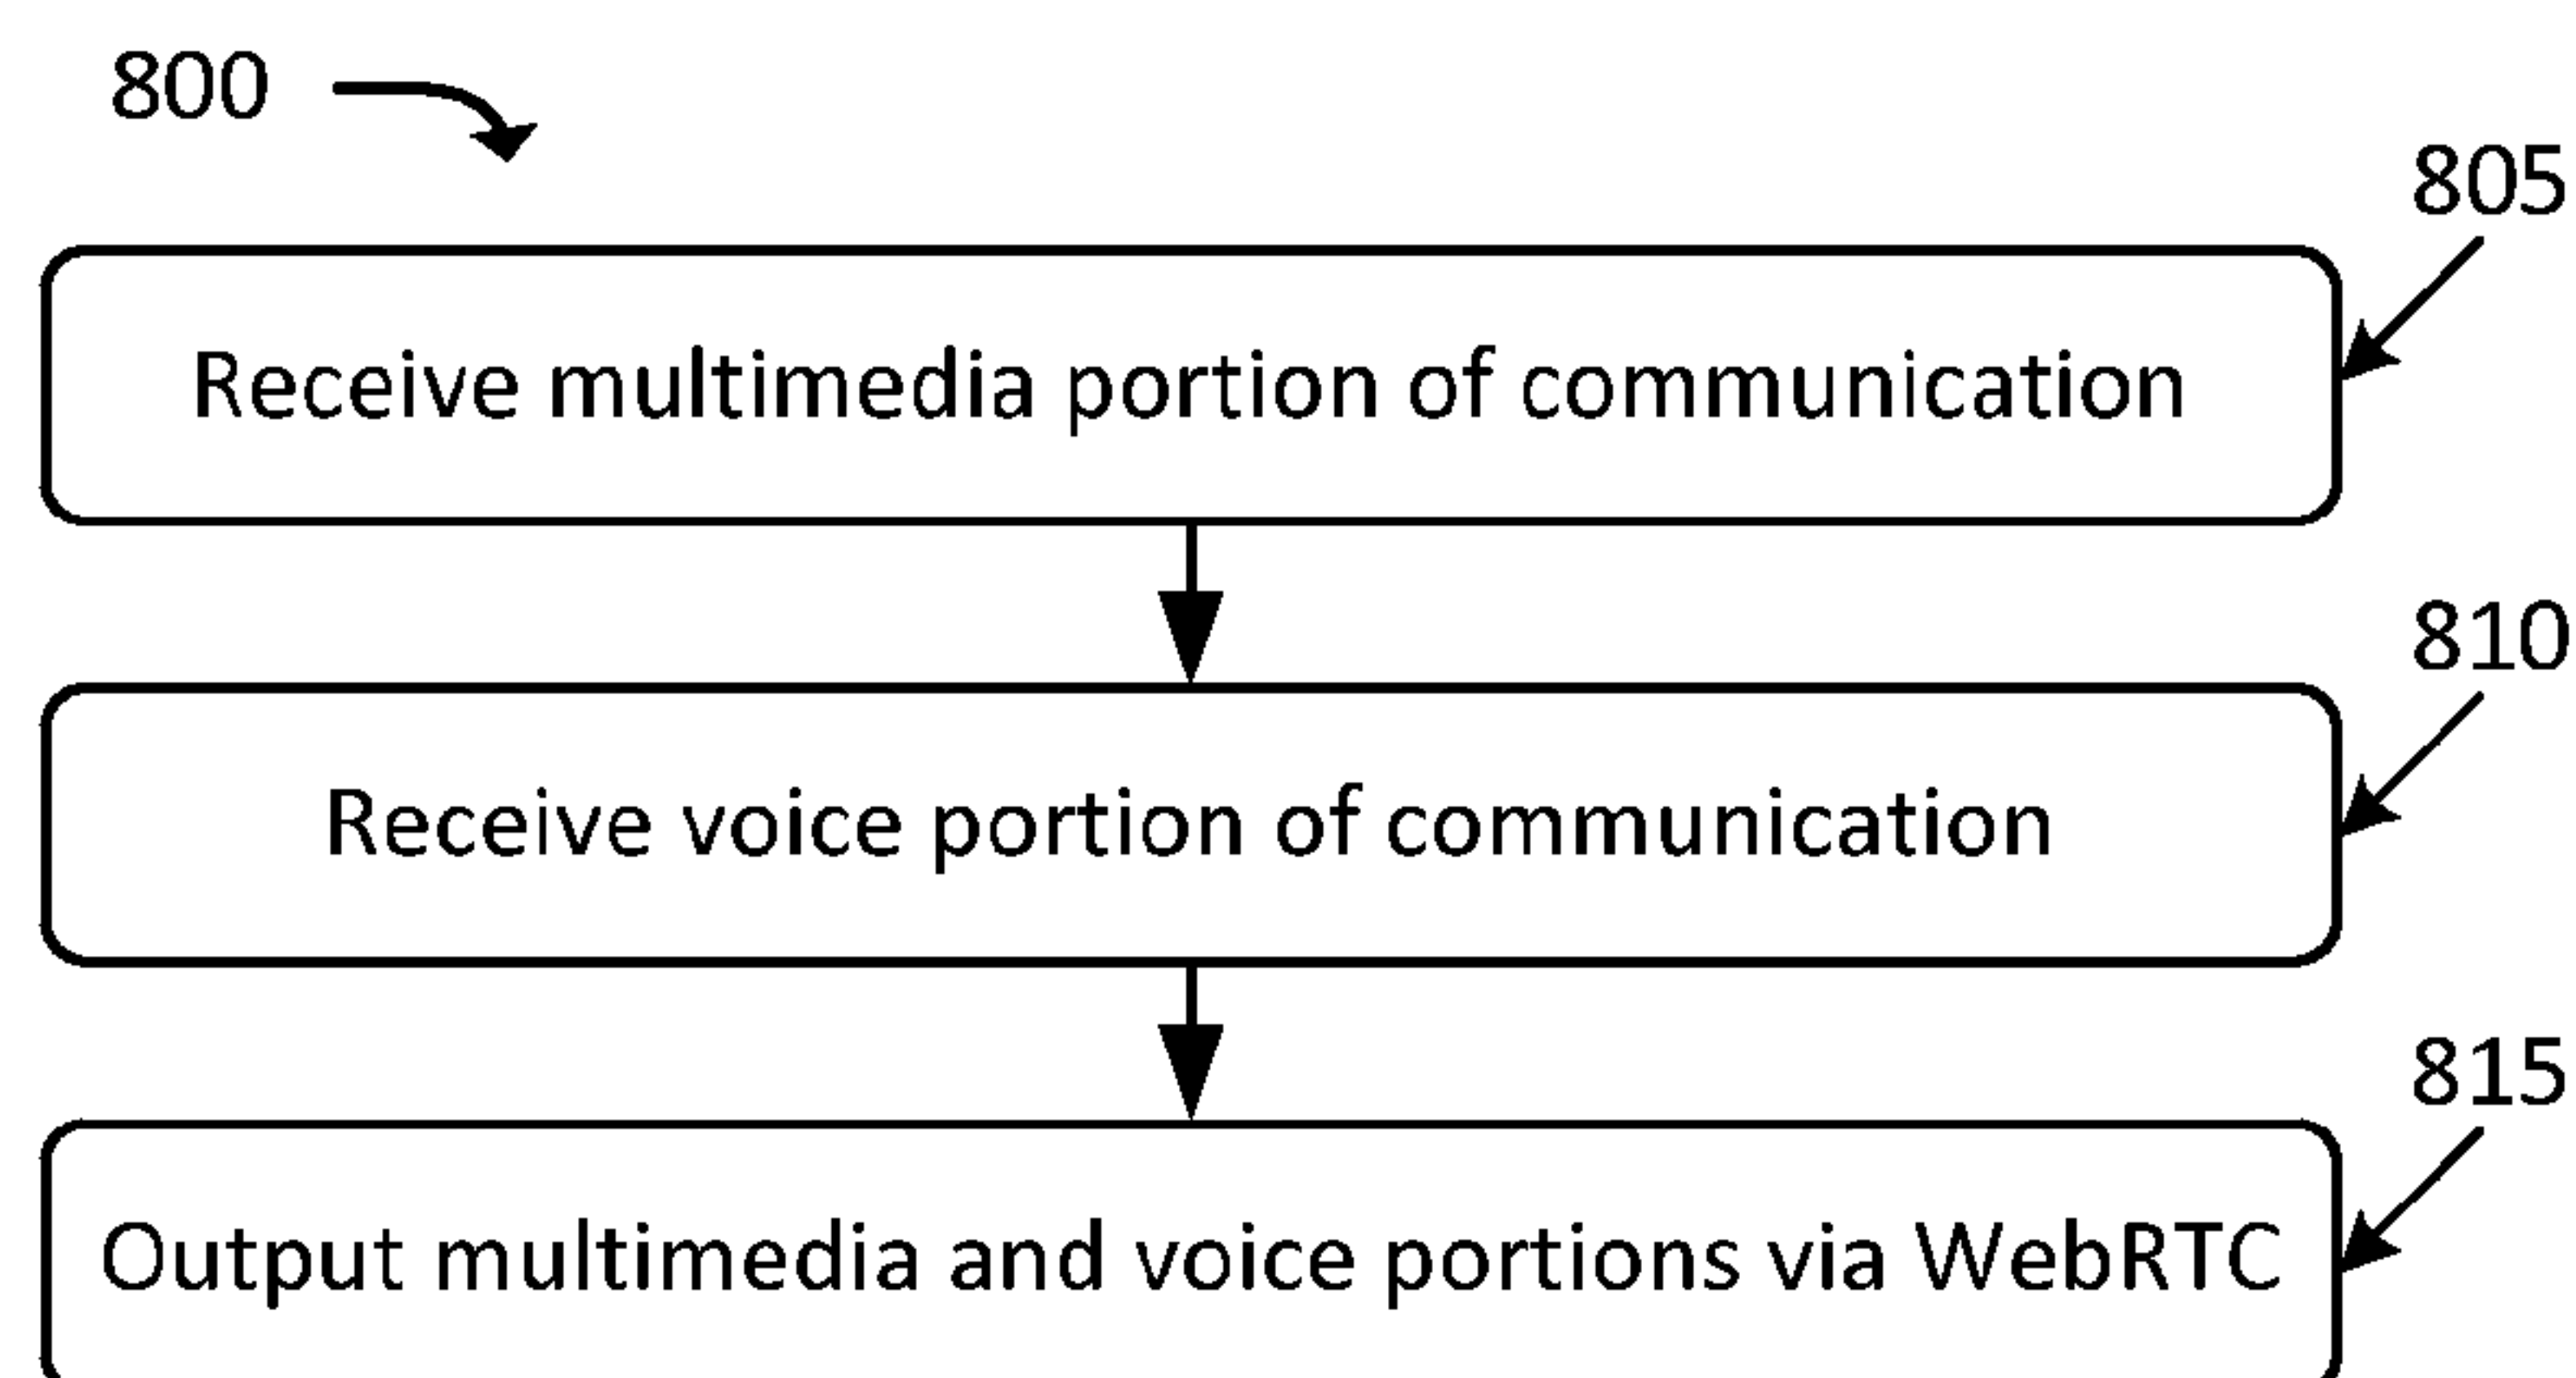 800
805
Receive multimedia portion of communication
810
Receive voice portion of communication
815
Output multimedia and voice portions via WebRTC